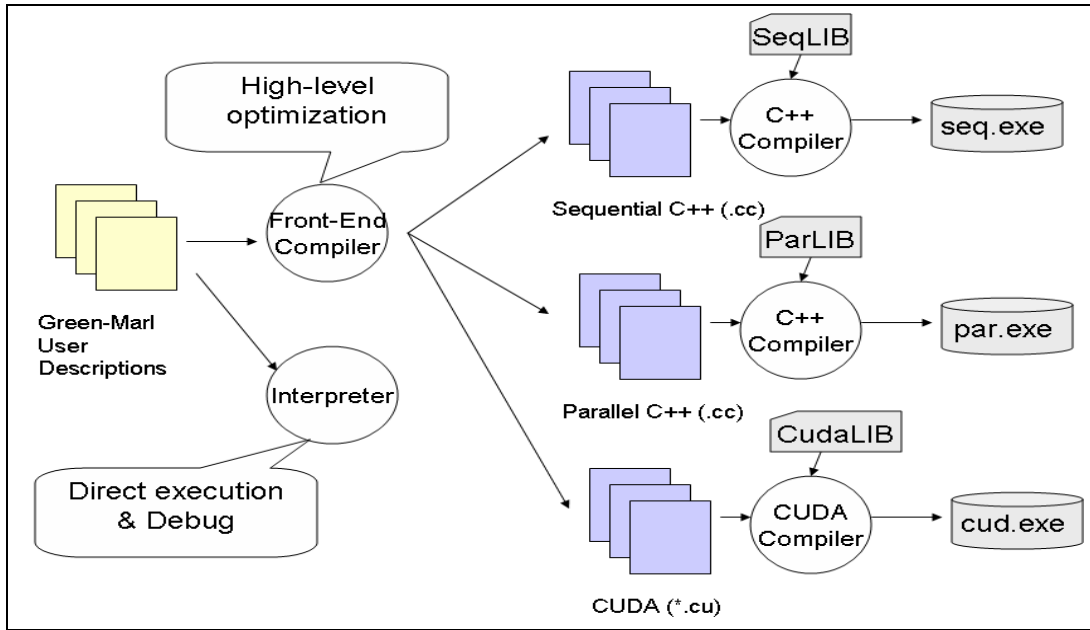 High-level
optimization
Green-Marl
User
Descriptions
Front-End
Compiler
Interpreter
Direct execution
& Debug
SeqLIB
C++
Compiler
seq.exe
Sequential C++ (.cc)
ParLIB
C++
Compiler
par.exe
Parallel C++ (.cc)
CudaLIB
CUDA
Compiler
cud.exe
CUDA (*.cu)